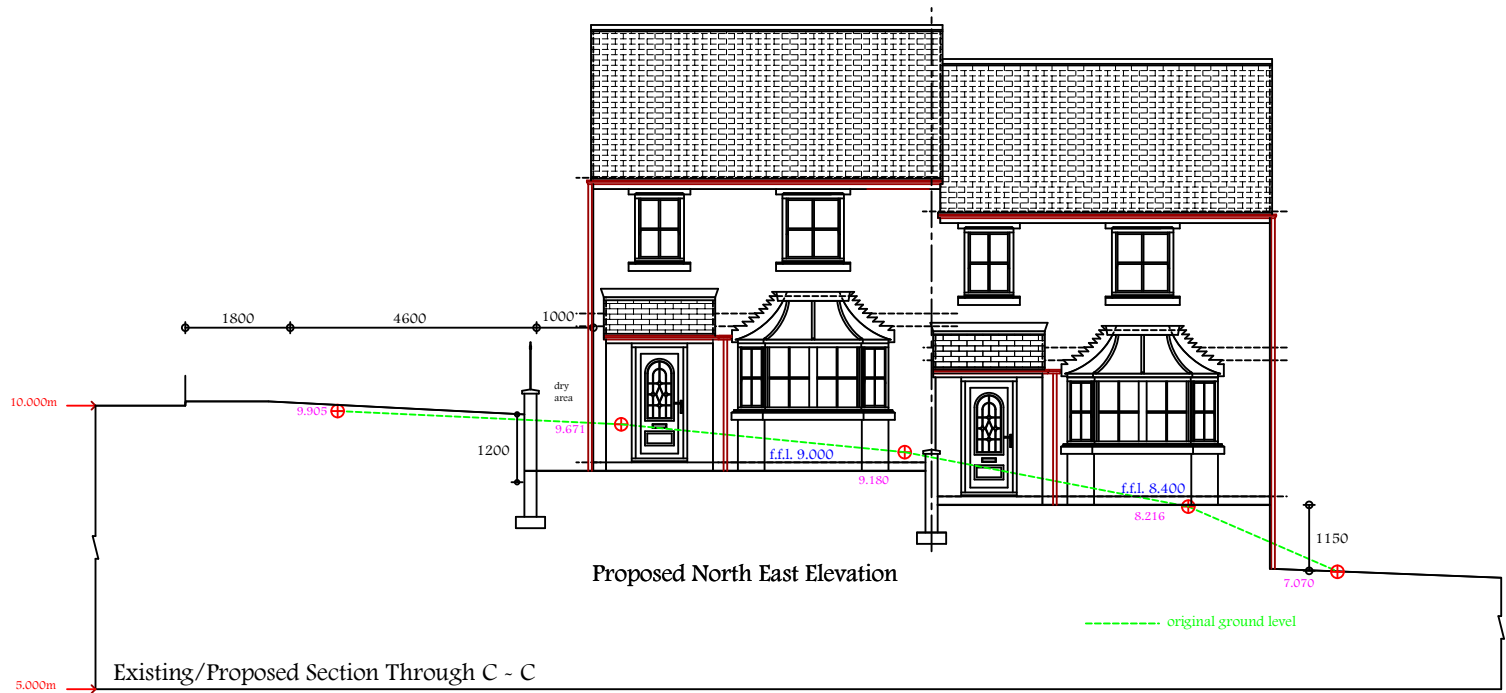 1800
4600
1000
dry
area
10.000m
9.905
9.671
1200
f.f.l. 9.000
9.180
f.f.l. 8.400
8.216
1150
Proposed North East Elevation
7.070
original ground level
Existing/Proposed Section Through C - C
5.000m